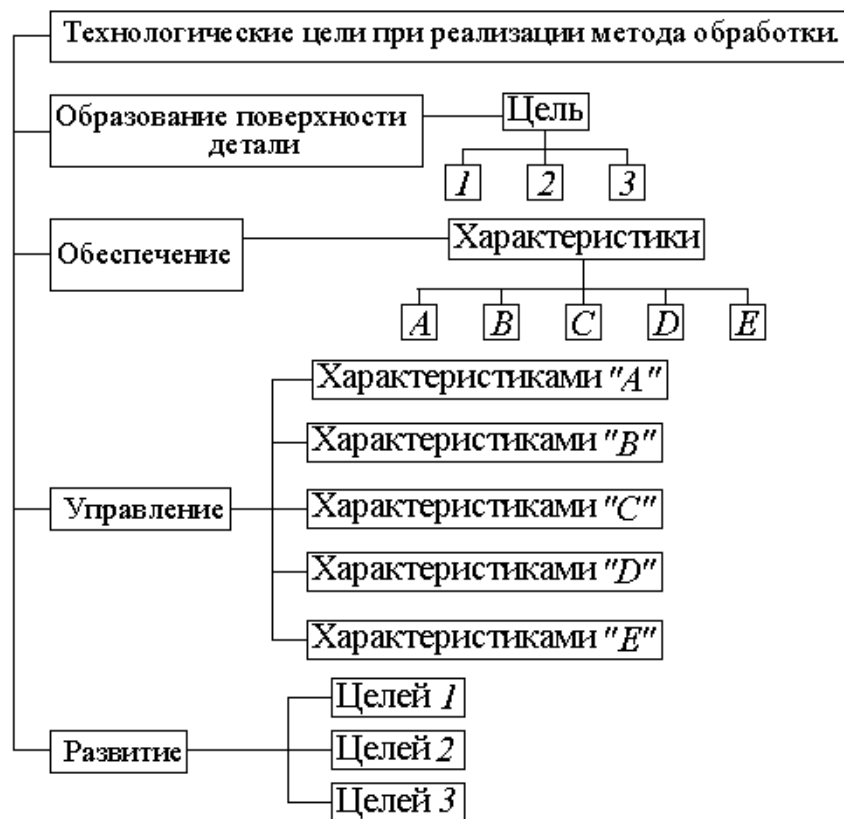 Технологические цели при реализации метода обработки.
Образование поверхности
детали
Цель
1 2 3
Обеспечение
Характеристики
A B C D E
Характеристиками "A"
Характеристиками "B"
Управление
Характеристиками "C"
Характеристиками "D"
Характеристиками "E"
Целей 1
Развитие
Целей 2
Целей 3